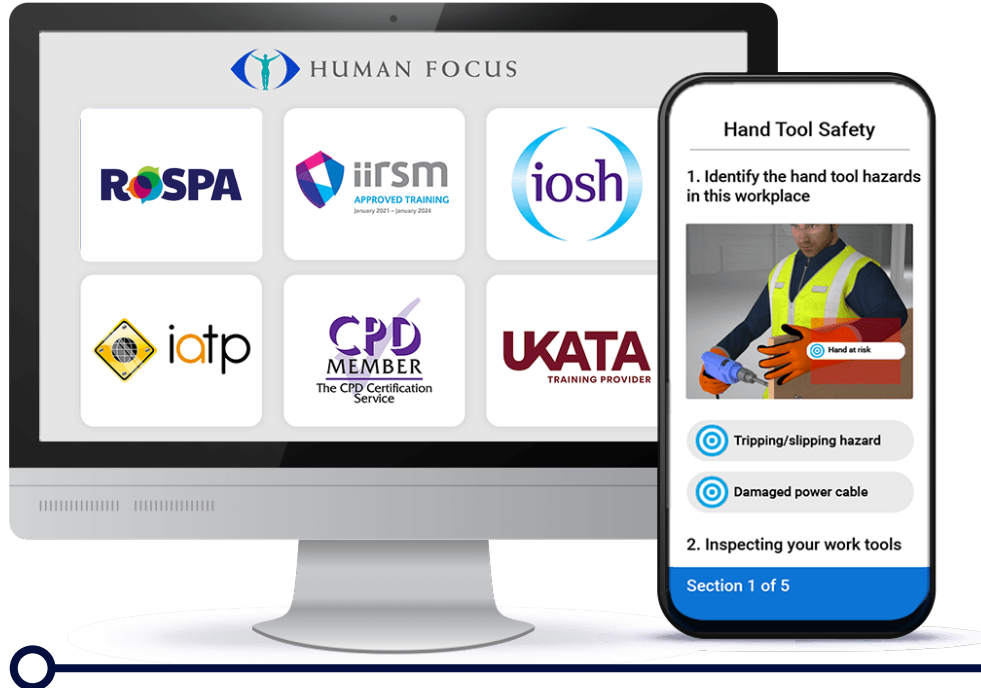 HUMAN FOCUS
RoSPA
iirsm
APPROVED TRAINING
January 2021 – January 2024
iosh
iatp
CPD
MEMBER
The CPD Certification
Service
UKATA
TRAINING PROVIDER
Hand Tool Safety
1. Identify the hand tool hazards
in this workplace
Hand at risk
Tripping/slipping hazard
Damaged power cable
2. Inspecting your work tools
Section 1 of 5